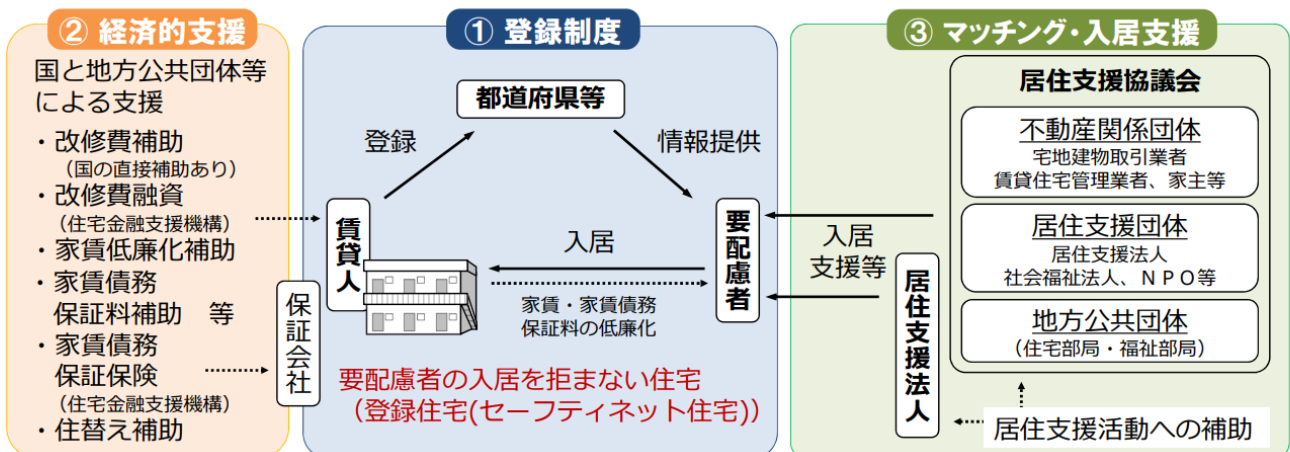 ② 経済的支援
国と地方公共団体等
による支援
・改修費補助
（国の直接補助あり）
・改修費融資
（住宅金融支援機構）
・家賃低廉化補助
・家賃債務
保証料補助　等
・家賃債務
保証保険
（住宅金融支援機構）
・住替え補助
保証会社
① 登録制度
都道府県等
登録
情報提供
賃貸人
入居
家賃・家賃債務
保証料の低廉化
要配慮者
要配慮者の入居を拒まない住宅
（登録住宅(セーフティネット住宅)）
③ マッチング・入居支援
入居
支援等
居住支援法人
居住支援協議会
不動産関係団体
宅地建物取引業者
賃貸住宅管理業者、家主等
居住支援団体
居住支援法人
社会福祉法人、ＮＰＯ等
地方公共団体
（住宅部局・福祉部局）
居住支援活動への補助